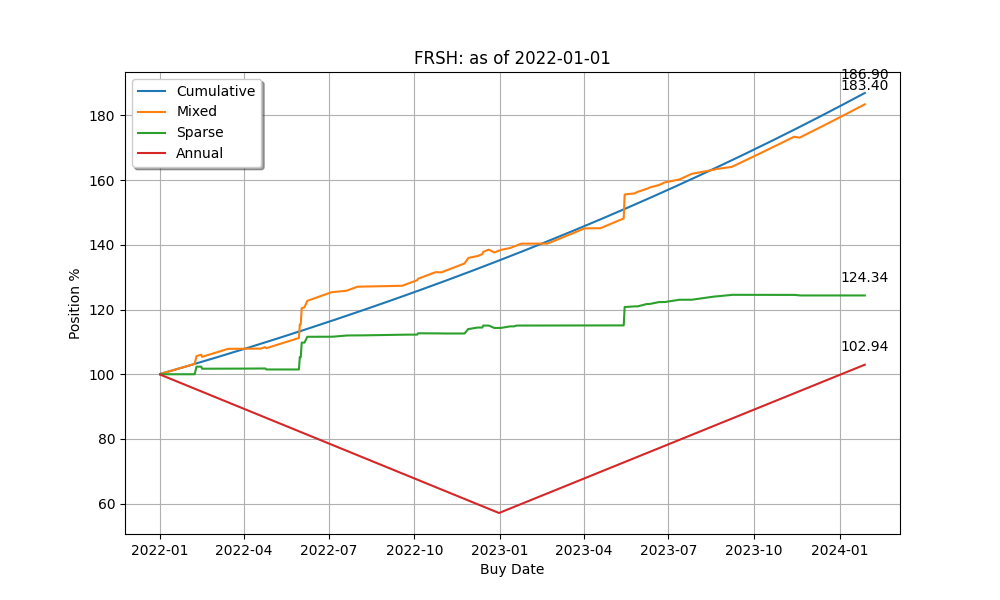 FRSH: as of 2022-01-01
186.90
183.40
Cumulative
Mixed
Sparse
Annual
124.34
102.94
Position %
180
160
140
120
100
80
60
2022-01 2022-04 2022-07 2022-10 2023-01 2023-04 2023-07 2023-10 2024-01
Buy Date